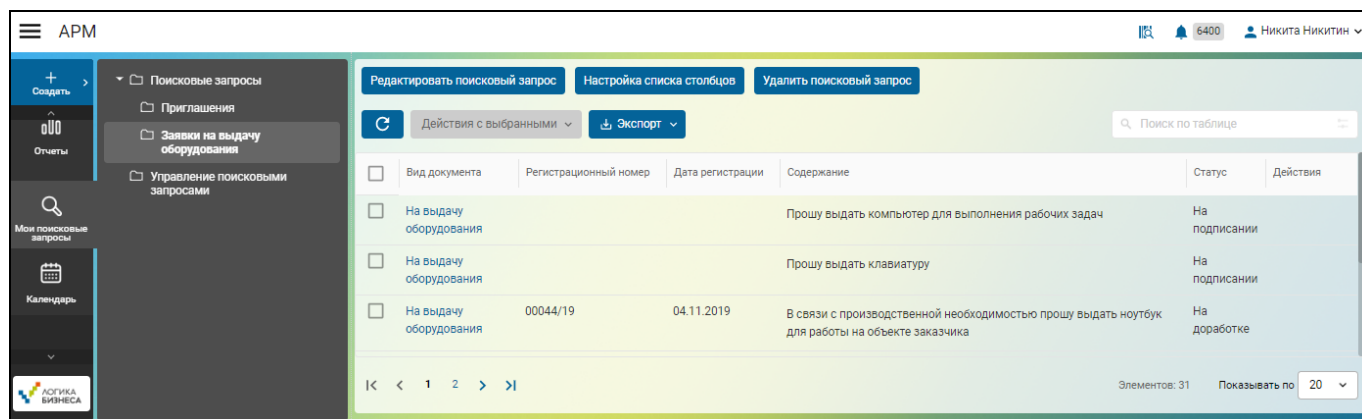 АРМ
6400
Никита Никитин
Создать
Отчеты
Мои поисковые
запросы
Календарь
ЛОГИКА
БИЗНЕСА
Поисковые запросы
Приглашения
Заявки на выдачу
оборудования
Управление поисковыми
запросами
Редактировать поисковый запрос
Настройка списка столбцов
Удалить поисковый запрос
Действия с выбранными
Экспорт
Поиск по таблице
Вид документа
Регистрационный номер
Дата регистрации
Содержание
Статус
Действия
На выдачу
оборудования
Прошу выдать компьютер для выполнения рабочих задач
На
подписании
На выдачу
оборудования
Прошу выдать клавиатуру
На
подписании
На выдачу
оборудования
00044/19
04.11.2019
В связи с производственной необходимостью прошу выдать ноутбук
для работы на объекте заказчика
На
доработке
1
2
Элементов: 31
Показывать по
20